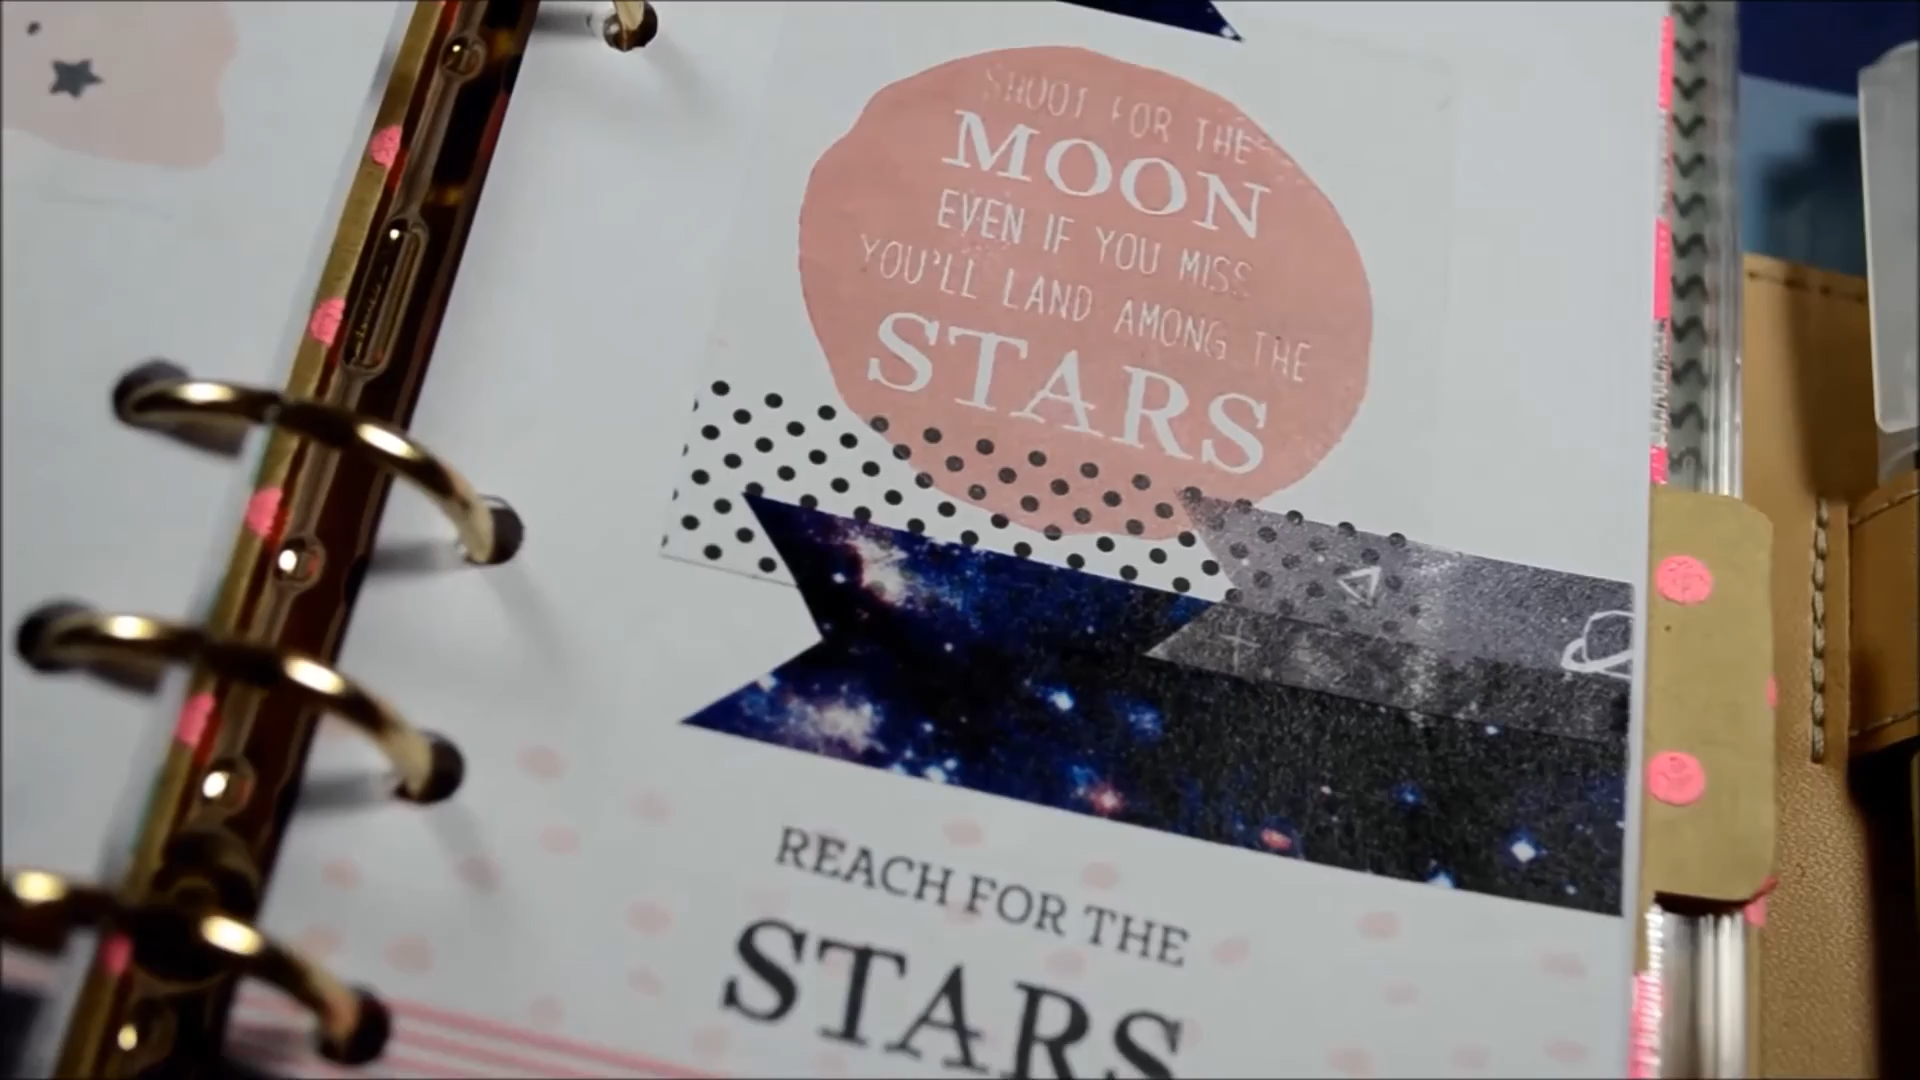 SHOOT FOR THE
MOON
EVEN IF YOU MISS
YOU'LL LAND AMONG THE
STARS
REACH FOR THE
STARS